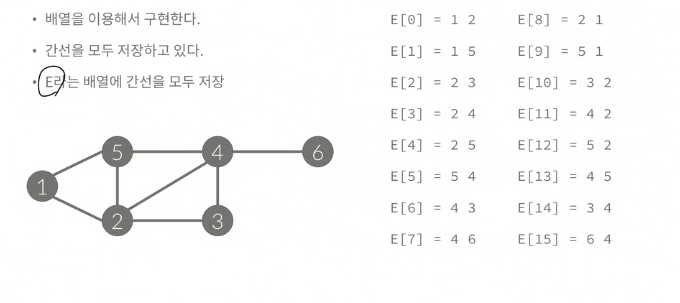 • 배열을 이용해서 구현한다.
• 간선을 모두 저장하고 있다.
• E라는 배열에 간선을 모두 저장
E[0] = 1 2
E[1] = 1 5
E[2] = 2 3
E[3] = 2 4
E[4] = 2 5
E[5] = 5 4
E[6] = 4 3
E[7] = 4 6
E[8] = 2 1
E[9] = 5 1
E[10] = 3 2
E[11] = 4 2
E[12] = 5 2
E[13] = 4 5
E[14] = 3 4
E[15] = 6 4
5 4 6
1
2 3